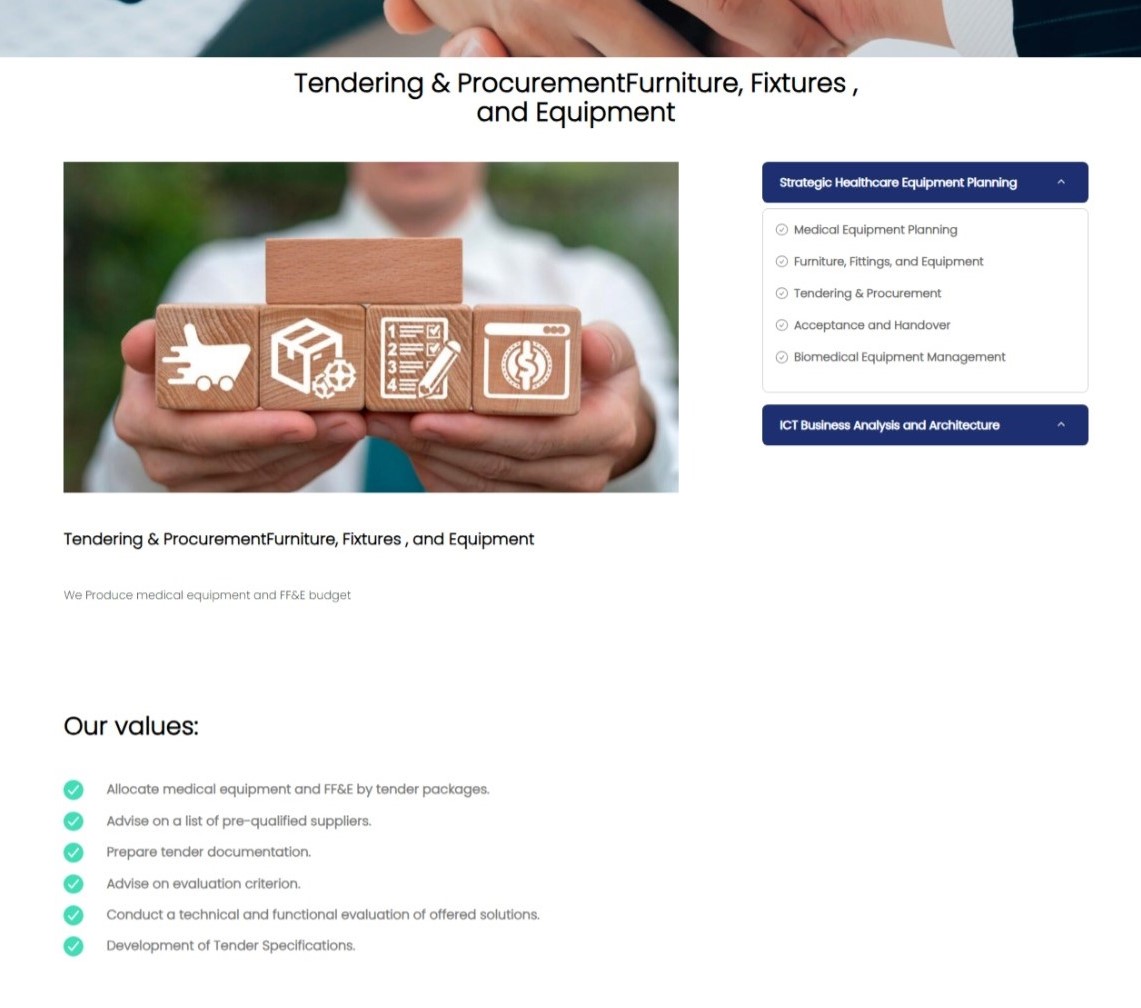 Tendering & ProcurementFurniture, Fixtures ,
and Equipment
Strategic Healthcare Equipment Planning
Medical Equipment Planning
Furniture, Fittings, and Equipment
Tendering & Procurement
Acceptance and Handover
Biomedical Equipment Management
ICT Business Analysis and Architecture
1
2
3
4
$
Tendering & ProcurementFurniture, Fixtures , and Equipment
We Produce medical equipment and FF&E budget
Our values:
Allocate medical equipment and FF&E by tender packages.
Advise on a list of pre-qualified suppliers.
Prepare tender documentation.
Advise on evaluation criterion.
Conduct a technical and functional evaluation of offered solutions.
Development of Tender Specifications.